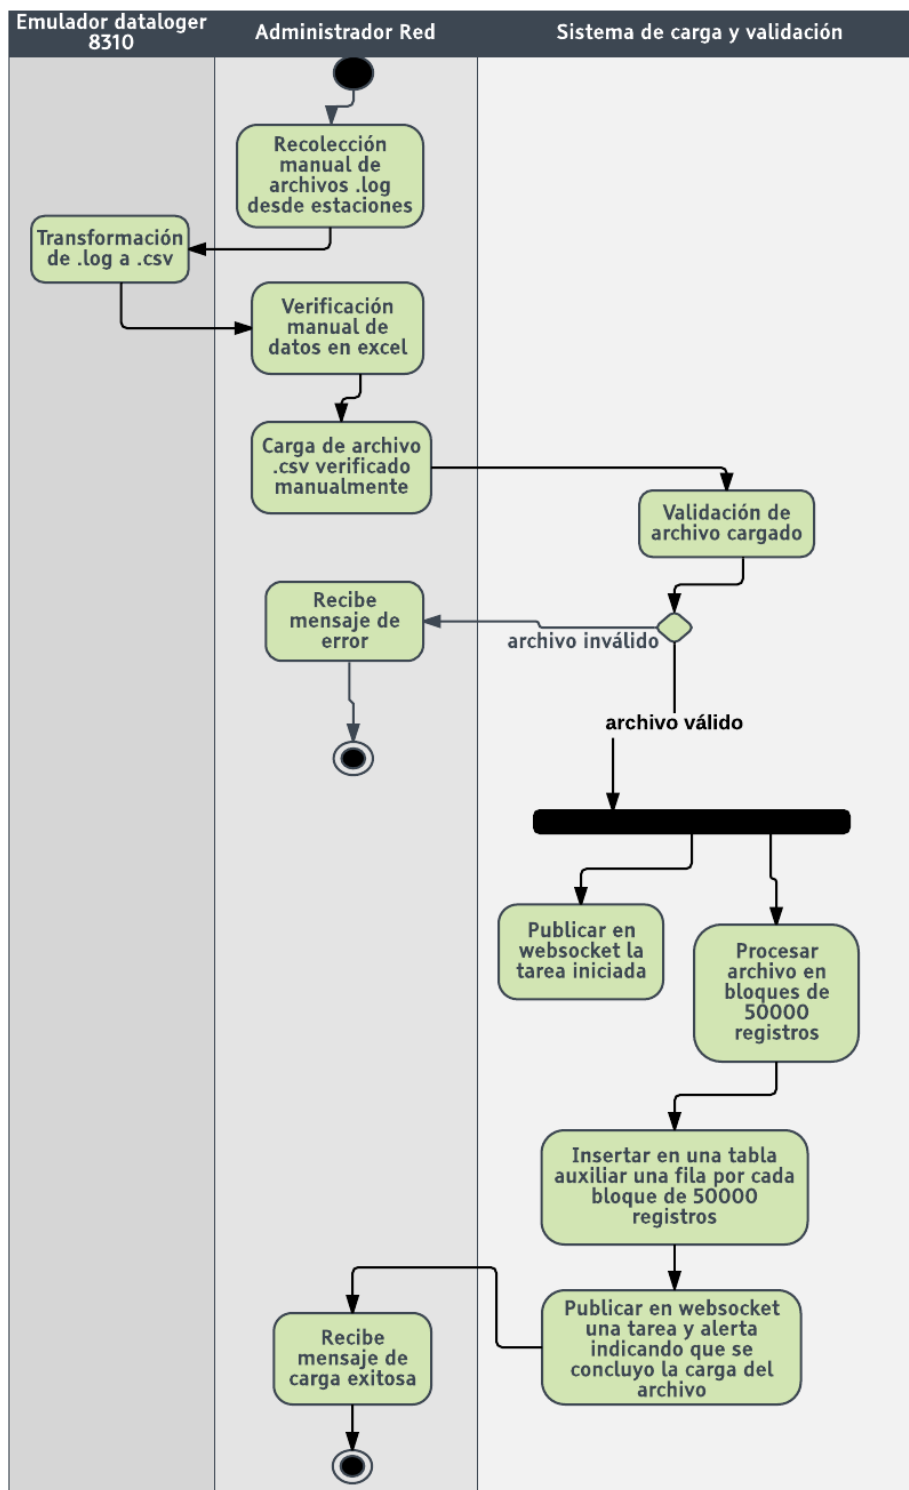 Emulador dataloger
8310
Administrador Red
Sistema de carga y validación
Recolección
manual de
archivos .log
desde estaciones
Transformación
de .log a .csv
Verificación
manual de
datos en excel
Carga de archivo
.csv verificado
manualmente
Validación de
archivo cargado
Recibe
mensaje de
error
archivo inválido
archivo válido
Publicar en
websocket la
tarea iniciada
Procesar
archivo en
bloques de
50000
registros
Insertar en una tabla
auxiliar una fila por cada
bloque de 50000
registros
Publicar en websocket
una tarea y alerta
indicando que se
concluyo la carga del
archivo
Recibe
mensaje de
carga exitosa